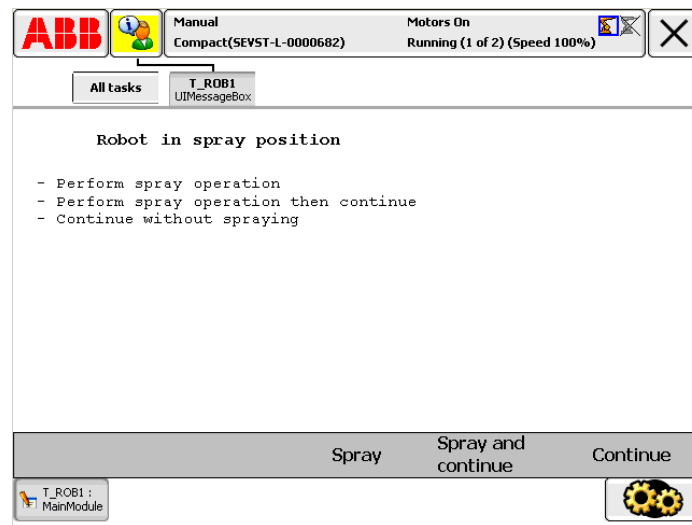 ABB
Manual
Compact(SEVST-L-0000682)
Motors On
Running (1 of 2) (Speed 100%)
All tasks
T_ROB1
UIMessageBox
Robot in spray position
- Perform spray operation
- Perform spray operation then continue
- Continue without spraying
Spray
Spray and
continue
Continue
T_ROB1 :
MainModule